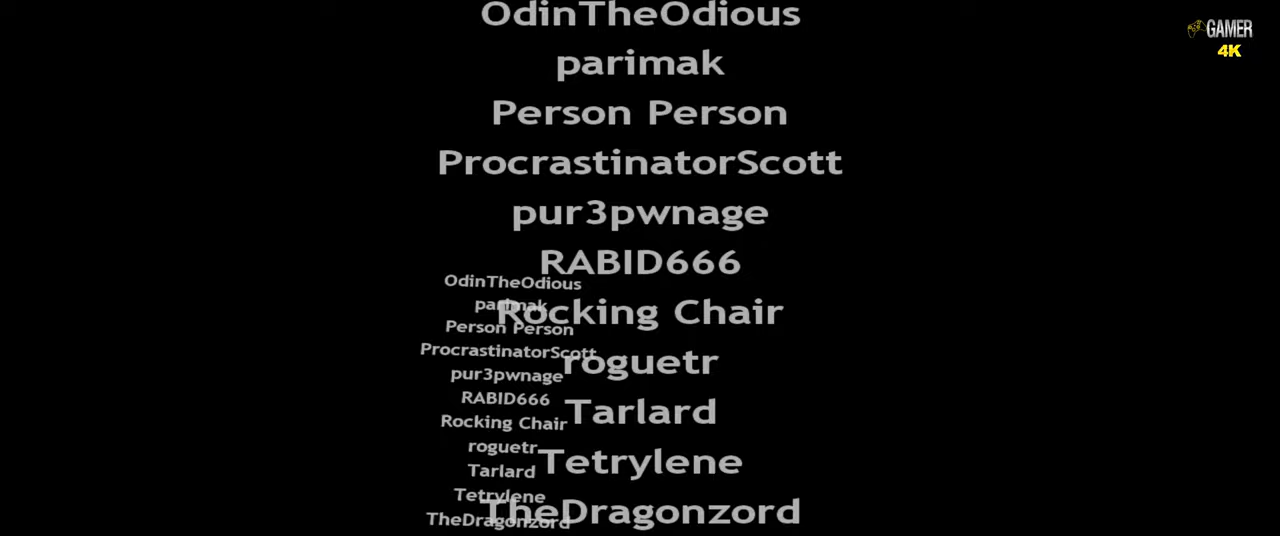 OdinTheOdious
parimak
Person Person
ProcrastinatorScott
pur3pwnage
RABID666
Rocking Chair
roguetr
Tarlard
Tetrylene
TheDragonzord
OdinTheOdious
parimak
Person Person
ProcrastinatorScott
pur3pwnage
RABID666
Rocking Chair
roguetr
Tarlard
Tetrylene
TheDragonzord
GAMER
4K